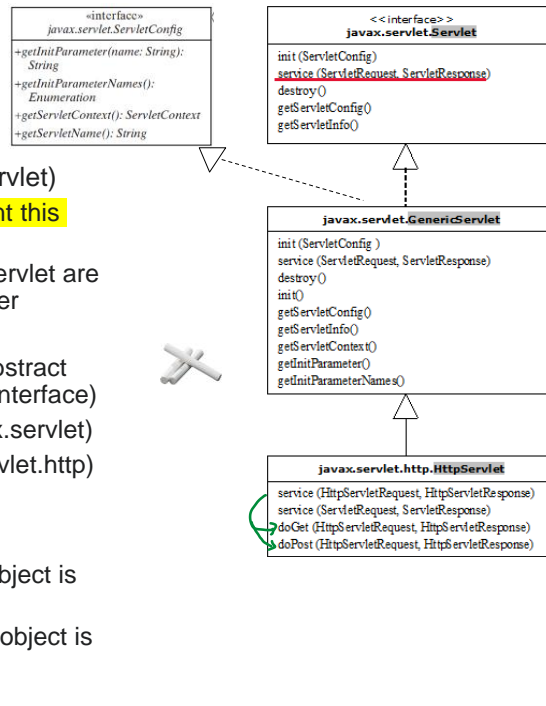 «interface»
javax.servlet.ServletConfig
+getInitParameter(name: String):
String
+getInitParameterNames():
Enumeration
+getServletContext(): ServletContext
+getServletName(): String
<<interface>>
javax.servlet.Servlet
init (ServletConfig)
service (ServletRequest, ServletResponse)
destroy()
getServletConfig()
getServletInfo()
rvlet)
nt this
ervlet are
er
ostract
nterface)
x.servlet)
vlet.http)
bject is
object is
javax.servlet.GenericServlet
init (ServletConfig )
service (ServletRequest, ServletResponse)
destroy()
init()
getServletConfig()
getServletInfo()
getServletContext()
getInitParameter()
getInitParameterNames()
javax.servlet.http.HttpServlet
service (HttpServletRequest, HttpServletResponse)
service (ServletRequest, ServletResponse)
doGet (HttpServletRequest, HttpServletResponse)
doPost (HttpServletRequest, HttpServletResponse)